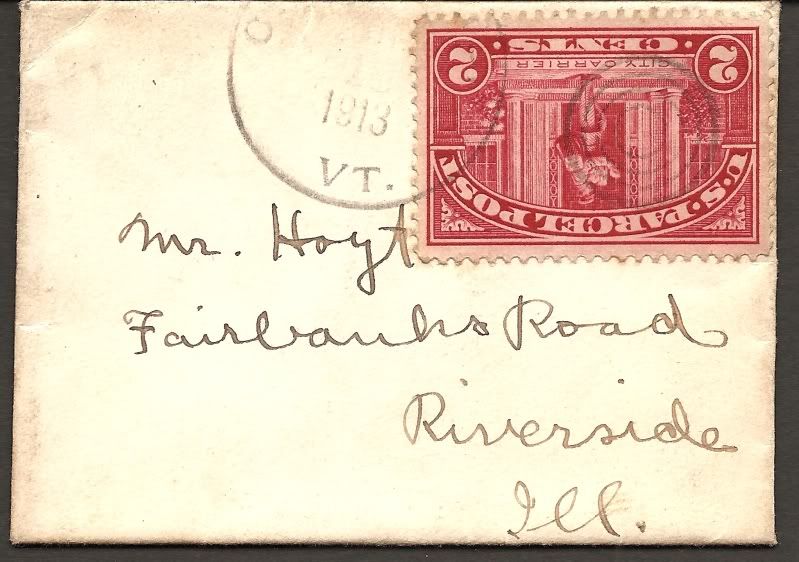 O
1913
VT.
U.S. PARCEL POST
CITY CARRIER
2 CENTS 2
Mr. Hoyt
Fairbanks Road
Riverside
Ill.